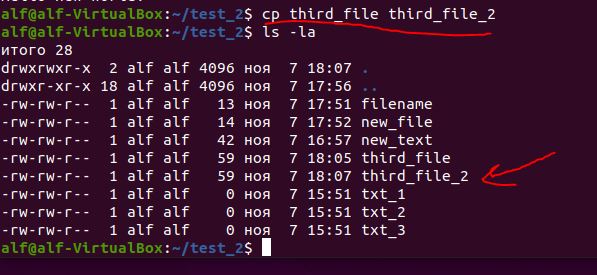 alf@alf-VirtualBox:~/test_2$ cp third_file third_file_2
alf@alf-VirtualBox:~/test_2$ ls -la
итого 28
drwxrwxr-x  2 alf alf 4096 ноя  7 18:07 .
drwxr-xr-x 18 alf alf 4096 ноя  7 17:56 ..
-rw-rw-r--  1 alf alf   13 ноя  7 17:51 filename
-rw-rw-r--  1 alf alf   14 ноя  7 17:52 new_file
-rw-rw-r--  1 alf alf   42 ноя  7 16:57 new_text
-rw-rw-r--  1 alf alf   59 ноя  7 18:05 third_file
-rw-rw-r--  1 alf alf   59 ноя  7 18:07 third_file_2
-rw-rw-r--  1 alf alf    0 ноя  7 15:51 txt_1
-rw-rw-r--  1 alf alf    0 ноя  7 15:51 txt_2
-rw-rw-r--  1 alf alf    0 ноя  7 15:51 txt_3
alf@alf-VirtualBox:~/test_2$